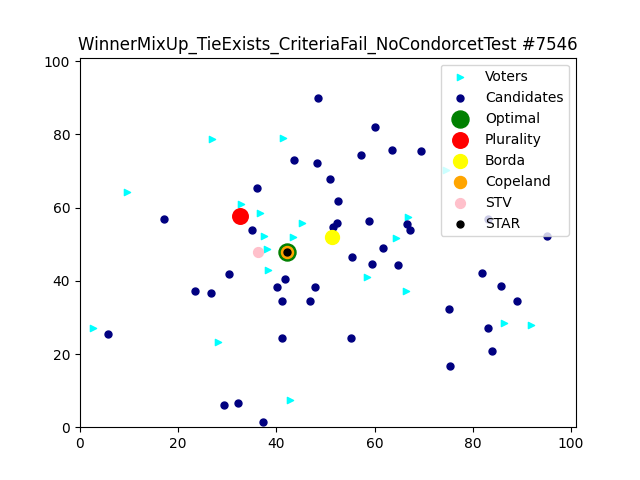 WinnerMixUp_TieExists_CriteriaFail_NoCondorcetTest #7546
100
80
60
40
20
0
0 20 40 60 80 100
Voters
Candidates
Optimal
Plurality
Borda
Copeland
STV
STAR